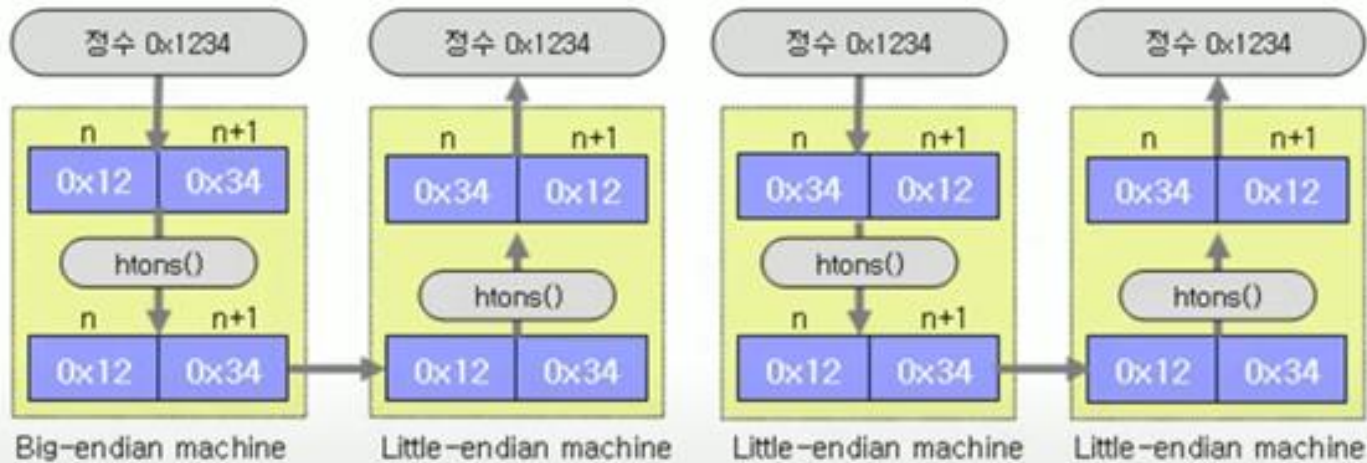 정수 0x1234
정수 0x1234
정수 0x1234
정수 0x1234
n n+1
n n+1
n n+1
n n+1
0x12 0x34
0x34 0x12
0x34 0x12
0x34 0x12
htons()
htons()
htons()
htons()
n n+1
n n+1
0x12 0x34
0x12 0x34
0x12 0x34
0x12 0x34
Big-endian machine
Little-endian machine
Little-endian machine
Little-endian machine